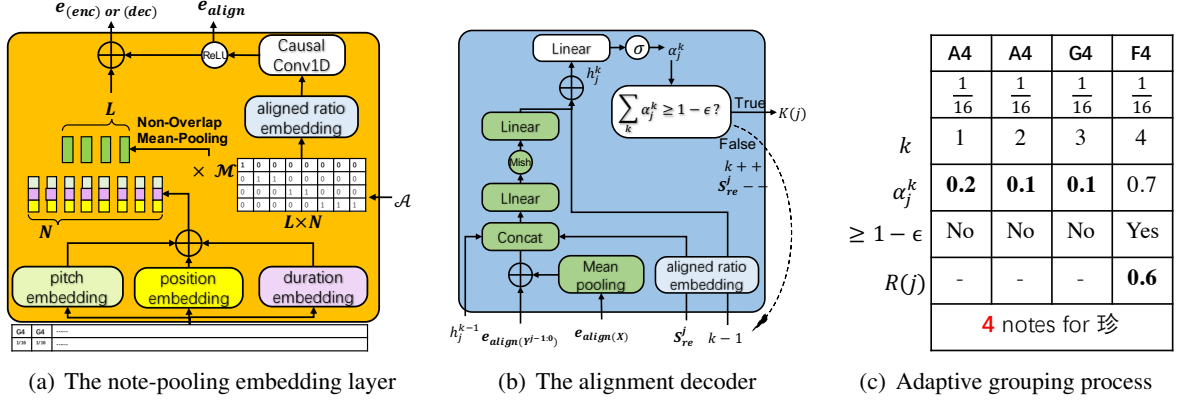 e(enc) or (dec)
e_align
ReLU
Causal
Conv1D
L
Non-Overlap
Mean-Pooling
aligned ratio
embedding
× M
1 0 0 0 0 0 0 0
0 1 1 0 0 0 0 0
0 0 0 1 1 0 0 0
0 0 0 0 0 1 1 1
L×N
A
N
pitch
embedding
position
embedding
duration
embedding
G4 G4 ......
1/16 1/16 ......
(a) The note-pooling embedding layer
Linear
σ
α_j^k
h_j^k
∑_k α_j^k ≥ 1 − ϵ ?
True
K(j)
False
k + +
S_re^j − −
Linear
Mish
LInear
Concat
Mean
pooling
aligned ratio
embedding
h_j^{k−1}
e_align(Y^{j−1:0})
e_align(X)
S_re^j
k − 1
(b) The alignment decoder
A4 A4 G4 F4
1/16 1/16 1/16 1/16
k 1 2 3 4
α_j^k 0.2 0.1 0.1 0.7
≥ 1 − ϵ No No No Yes
R(j) - - - 0.6
4 notes for 珍
(c) Adaptive grouping process